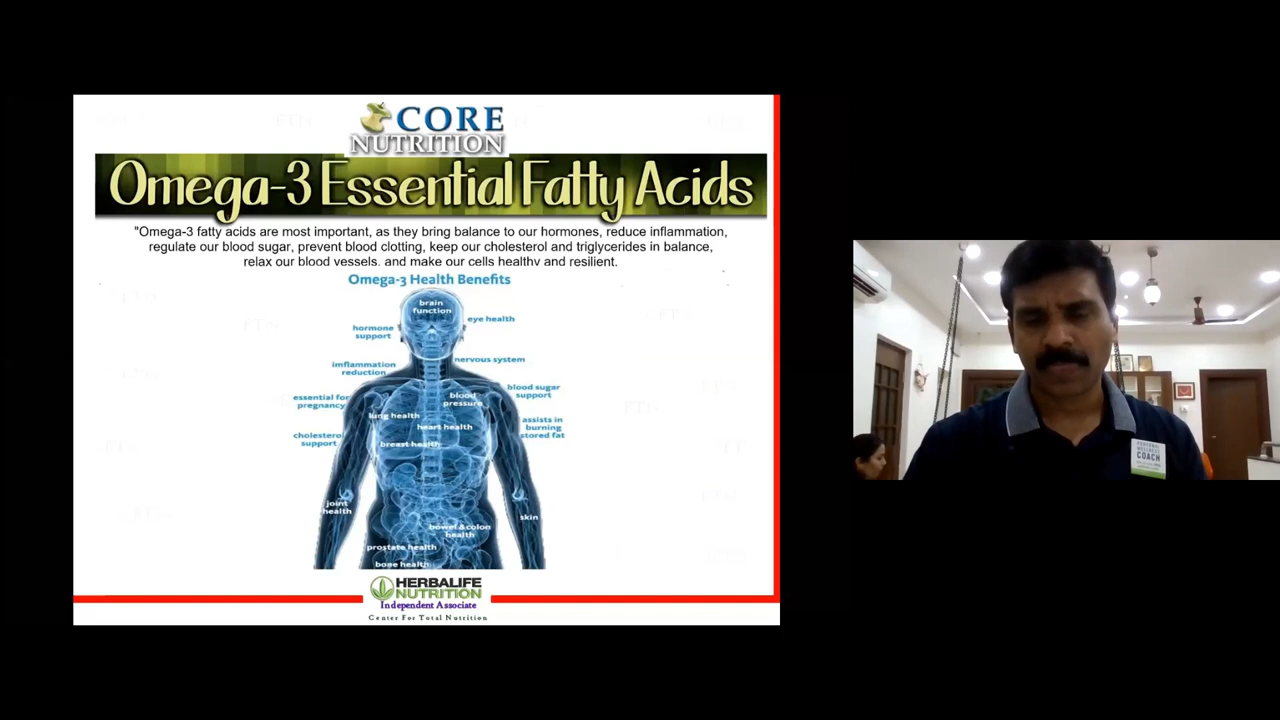 CORE
NUTRITION
Omega-3 Essential Fatty Acids
"Omega-3 fatty acids are most important, as they bring balance to our hormones, reduce inflammation,
regulate our blood sugar, prevent blood clotting, keep our cholesterol and triglycerides in balance,
relax our blood vessels, and make our cells healthy and resilient.
Omega-3 Health Benefits
brain
function
eye health
hormone
support
nervous system
inflammation
reduction
blood sugar
support
essential for
pregnancy
blood
pressure
lung health
assists in
burning
stored fat
heart health
cholesterol
support
breast health
joint
health
skin
bowel & colon
health
prostate health
bone health
HERBALIFE
NUTRITION
Independent Associate
Center For Total Nutrition
PERSONAL
WELLNESS
COACH